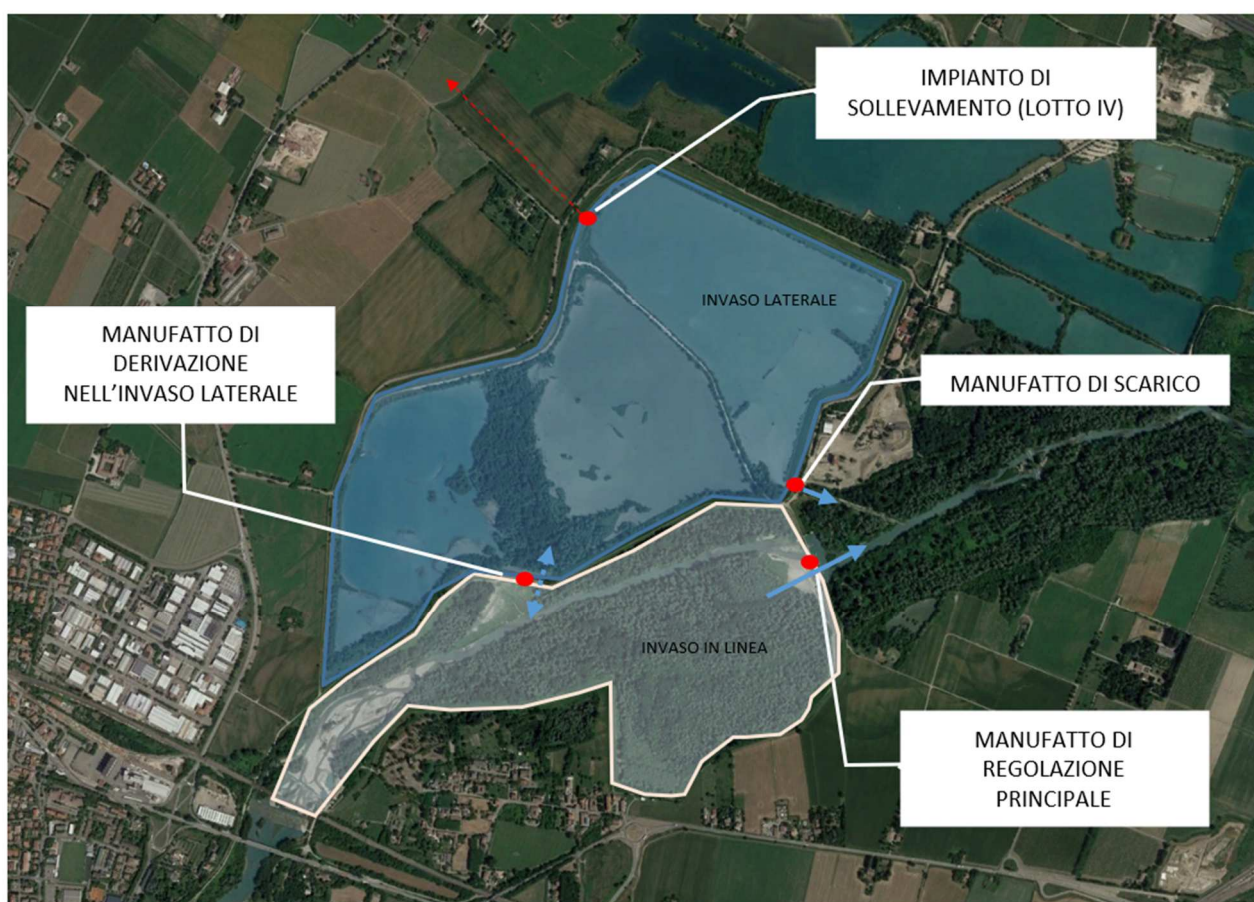 IMPIANTO DI
SOLLEVAMENTO (LOTTO IV)
INVASO LATERALE
MANUFATTO DI
DERIVAZIONE
NELL'INVASO LATERALE
MANUFATTO DI SCARICO
INVASO IN LINEA
MANUFATTO DI
REGOLAZIONE
PRINCIPALE